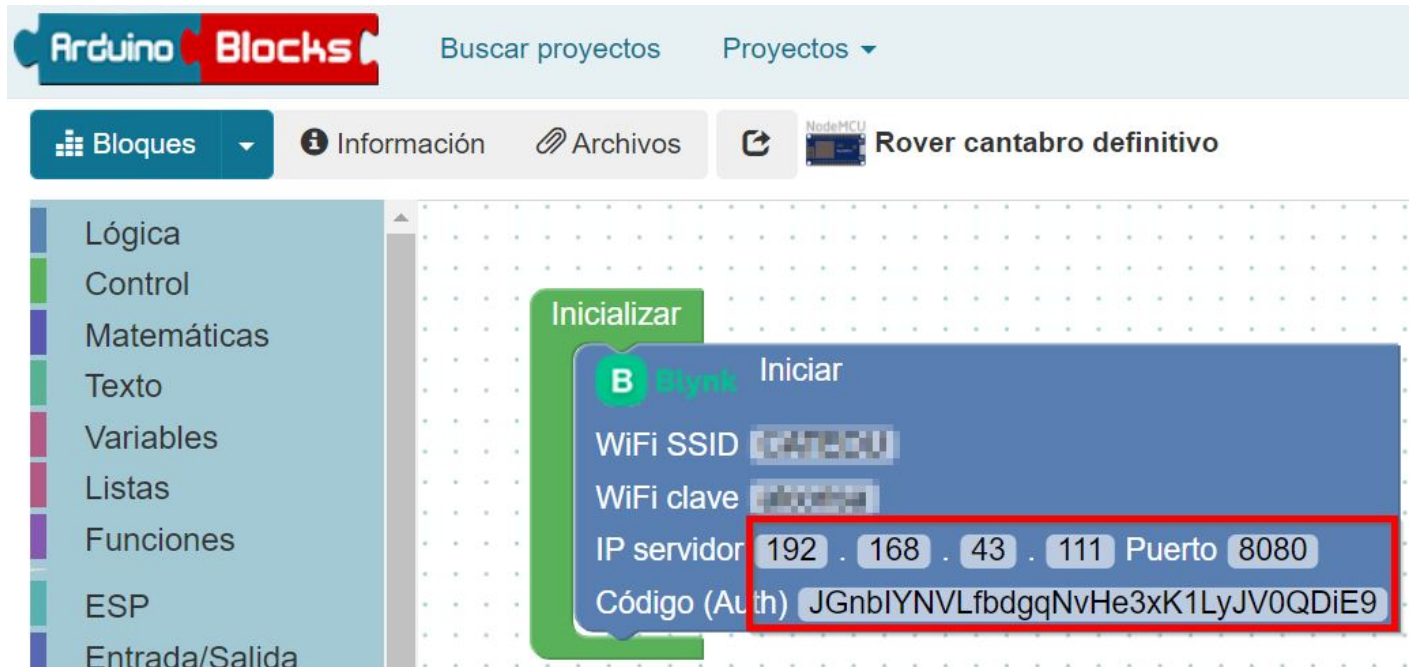 Arduino Blocks Buscar proyectos Proyectos
Bloques Información Archivos NodeMCU Rover cantabro definitivo
Lógica
Control
Matemáticas
Texto
Variables
Listas
Funciones
ESP
Entrada/Salida
Inicializar
B Blynk Iniciar
WiFi SSID
WiFi clave
IP servidor 192 . 168 . 43 . 111 Puerto 8080
Código (Auth) JGnbIYNVLfbdgqNvHe3xK1LyJV0QDiE9